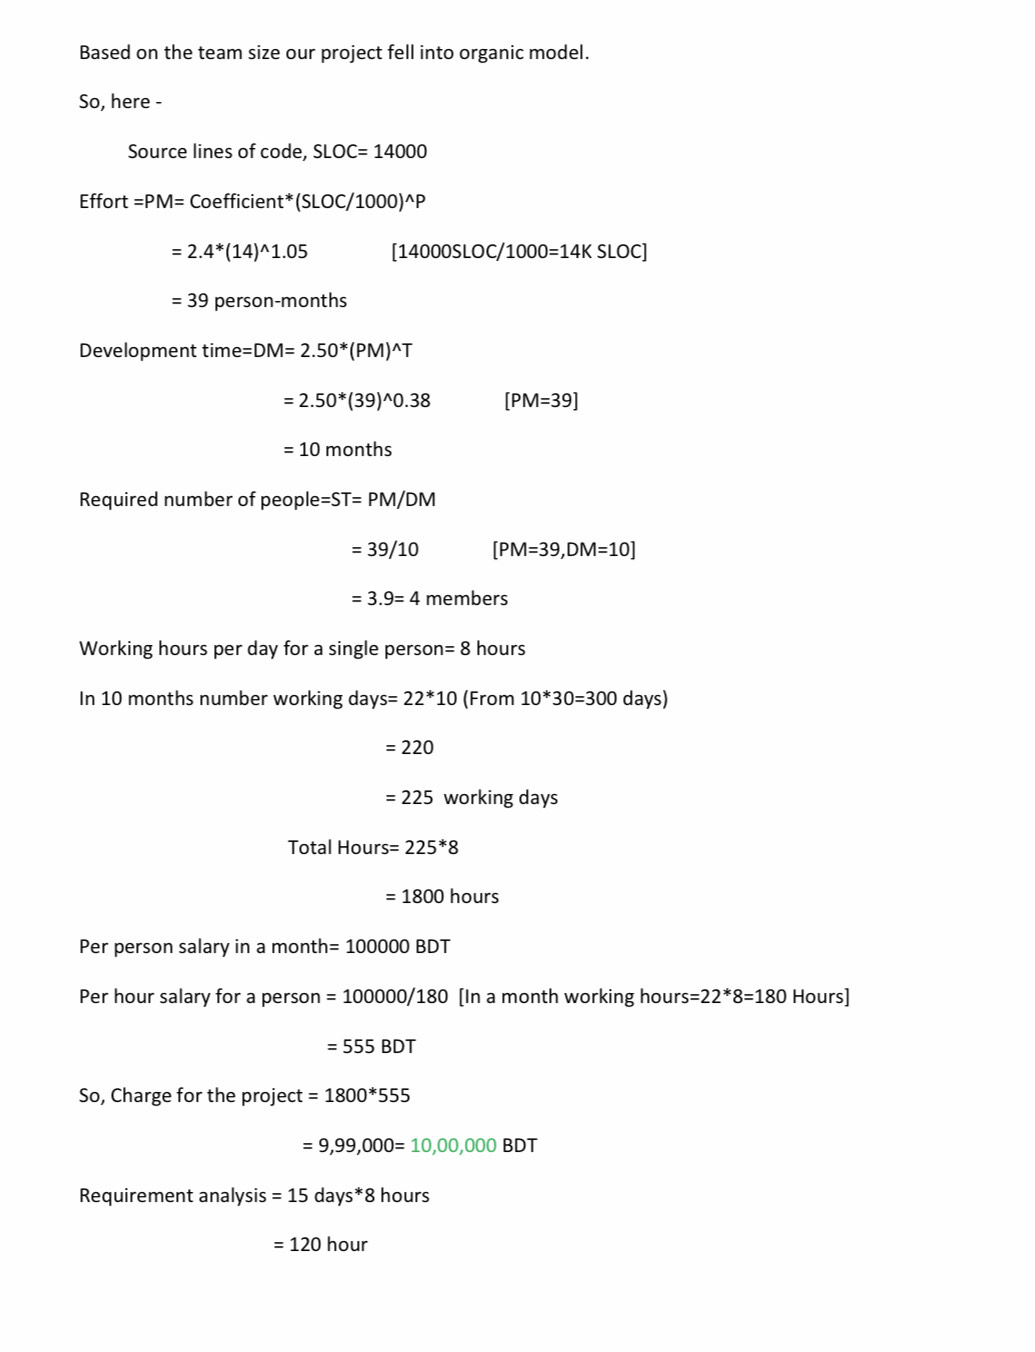 Based on the team size our project fell into organic model.
So, here -
Source lines of code, SLOC= 14000
Effort =PM= Coefficient*(SLOC/1000)^P
= 2.4*(14)^1.05 [14000SLOC/1000=14K SLOC]
= 39 person-months
Development time=DM= 2.50*(PM)^T
= 2.50*(39)^0.38 [PM=39]
= 10 months
Required number of people=ST= PM/DM
= 39/10 [PM=39,DM=10]
= 3.9= 4 members
Working hours per day for a single person= 8 hours
In 10 months number working days= 22*10 (From 10*30=300 days)
= 220
= 225 working days
Total Hours= 225*8
= 1800 hours
Per person salary in a month= 100000 BDT
Per hour salary for a person = 100000/180 [In a month working hours=22*8=180 Hours]
= 555 BDT
So, Charge for the project = 1800*555
= 9,99,000= 10,00,000 BDT
Requirement analysis = 15 days*8 hours
= 120 hour